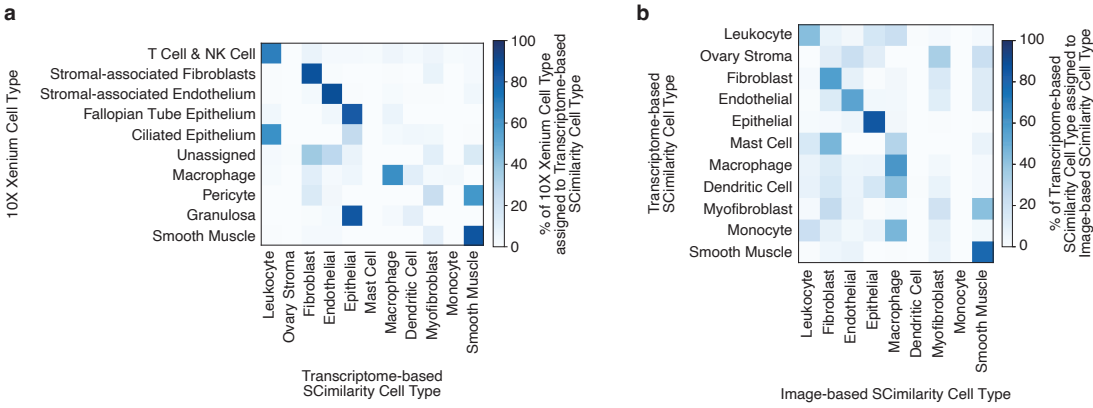 a
10X Xenium Cell Type
T Cell & NK Cell
Stromal-associated Fibroblasts
Stromal-associated Endothelium
Fallopian Tube Epithelium
Ciliated Epithelium
Unassigned
Macrophage
Pericyte
Granulosa
Smooth Muscle
Leukocyte
Ovary Stroma
Fibroblast
Endothelial
Epithelial
Mast Cell
Macrophage
Dendritic Cell
Myofibroblast
Monocyte
Smooth Muscle
Transcriptome-based
SCimilarity Cell Type
100
80
60
40
20
0
% of 10X Xenium Cell Type
assigned to Transcriptome-based
SCimilarity Cell Type
b
Transcriptome-based
SCimilarity Cell Type
Leukocyte
Ovary Stroma
Fibroblast
Endothelial
Epithelial
Mast Cell
Macrophage
Dendritic Cell
Myofibroblast
Monocyte
Smooth Muscle
Leukocyte
Fibroblast
Endothelial
Epithelial
Macrophage
Dendritic Cell
Myofibroblast
Monocyte
Smooth Muscle
Image-based SCimilarity Cell Type
100
80
60
40
20
0
% of Transcriptome-based
SCimilarity Cell Type assigned to
Image-based SCimilarity Cell Type